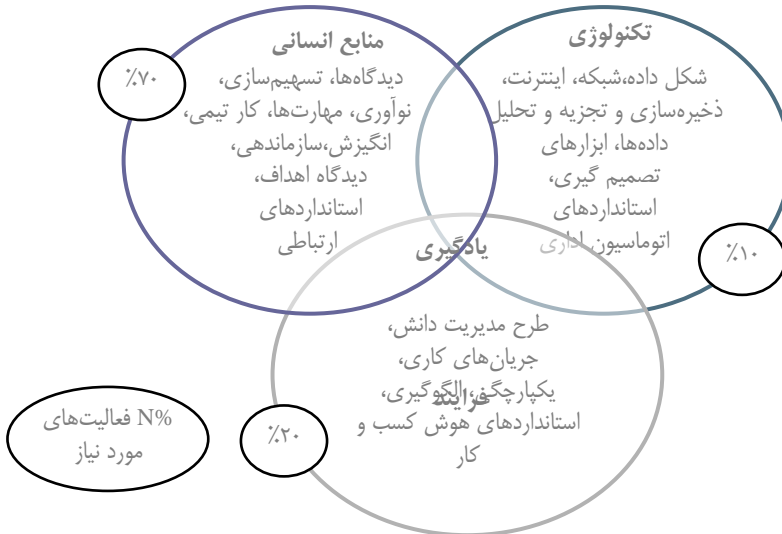 تکنولوژی
شکل داده،شبکه، اینترنت،
ذخیره‌سازی و تجزیه و تحلیل
داده‌ها، ابزارهای
تصمیم گیری،
استانداردهای
اتوماسیون اداری
٪۱۰
منابع انسانی
دیدگاه‌ها، تسهیم‌سازی،
نوآوری، مهارت‌ها، کار تیمی،
انگیزش،سازماندهی،
دیدگاه اهداف،
استانداردهای
ارتباطی
٪۷۰
یادگیری
طرح مدیریت دانش،
جریان‌های کاری،
یکپارچگی، الگوگیری،
فرایند
استانداردهای هوش کسب و
کار
٪۲۰
N% فعالیت‌های
مورد نیاز